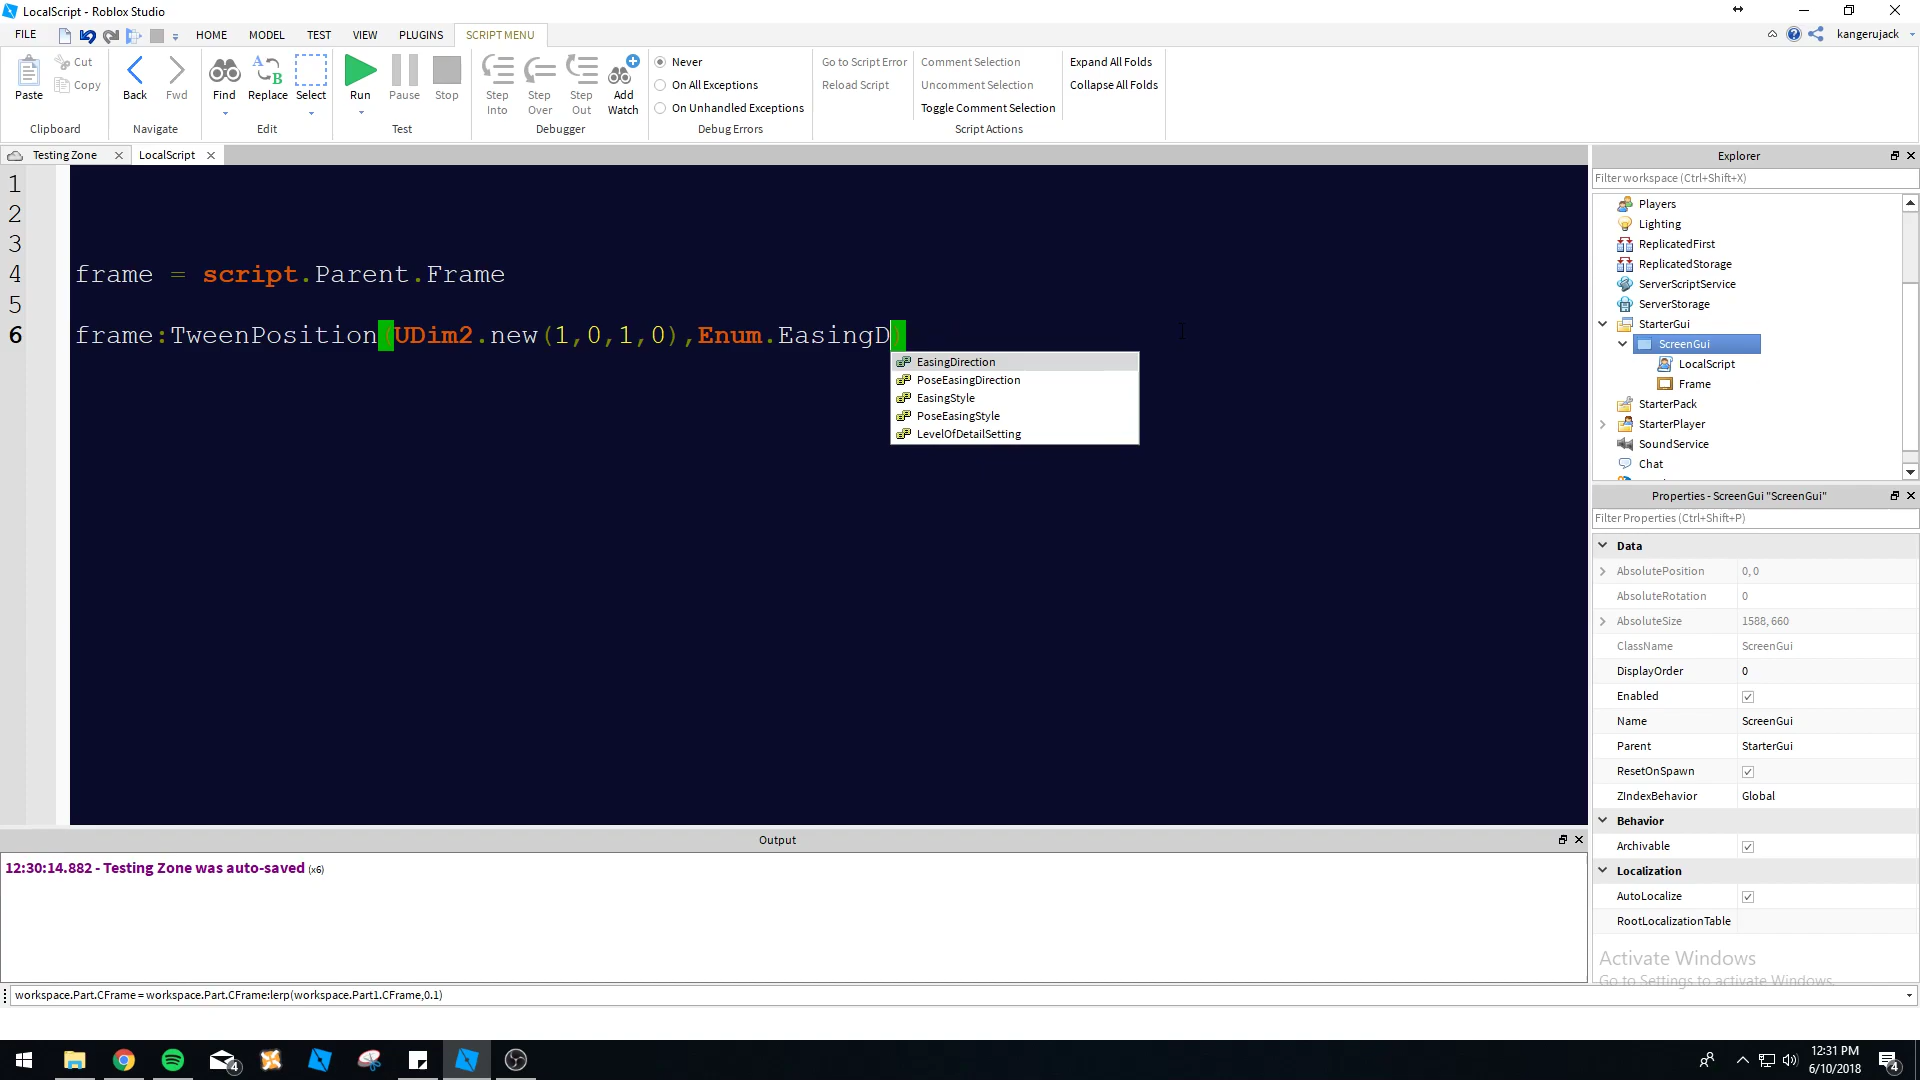 LocalScript - Roblox Studio
FILE HOME MODEL TEST VIEW PLUGINS SCRIPT MENU kangerujack
Paste Cut Copy Back Fwd Find Replace Select Run Pause Stop Step Into Step Over Step Out Add Watch
Never
On All Exceptions
On Unhandled Exceptions
Go to Script Error
Reload Script
Comment Selection
Uncomment Selection
Toggle Comment Selection
Expand All Folds
Collapse All Folds
Clipboard Navigate Edit Test Debugger Debug Errors Script Actions
Testing Zone LocalScript
1
2
3
4 frame = script.Parent.Frame
5
6 frame:TweenPosition(UDim2.new(1,0,1,0),Enum.EasingD)
EasingDirection
PoseEasingDirection
EasingStyle
PoseEasingStyle
LevelOfDetailSetting
Explorer
Filter workspace (Ctrl+Shift+X)
Players
Lighting
ReplicatedFirst
ReplicatedStorage
ServerScriptService
ServerStorage
StarterGui
ScreenGui
LocalScript
Frame
StarterPack
StarterPlayer
SoundService
Chat
Properties - ScreenGui "ScreenGui"
Filter Properties (Ctrl+Shift+P)
Data
AbsolutePosition 0, 0
AbsoluteRotation 0
AbsoluteSize 1588, 660
ClassName ScreenGui
DisplayOrder 0
Enabled
Name ScreenGui
Parent StarterGui
ResetOnSpawn
ZIndexBehavior Global
Behavior
Archivable
Localization
AutoLocalize
RootLocalizationTable
Activate Windows
Go to Settings to activate Windows.
Output
12:30:14.882 - Testing Zone was auto-saved (x6)
workspace.Part.CFrame = workspace.Part.CFrame:lerp(workspace.Part1.CFrame,0.1)
4
12:31 PM
6/10/2018
4